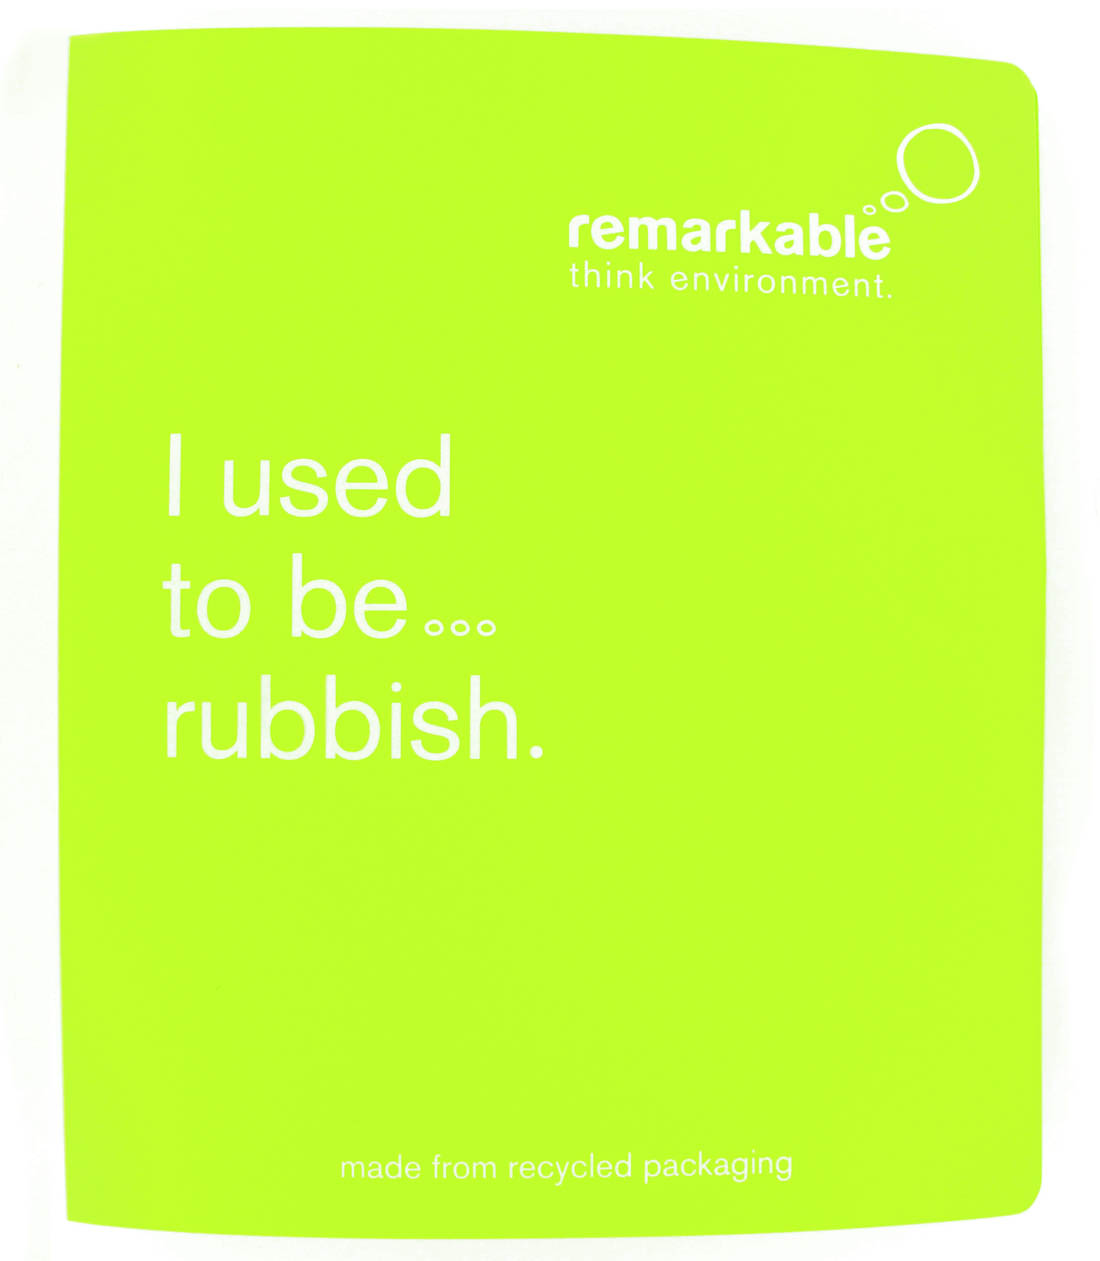 remarkable
think environment.
I used
to be...
rubbish.
made from recycled packaging